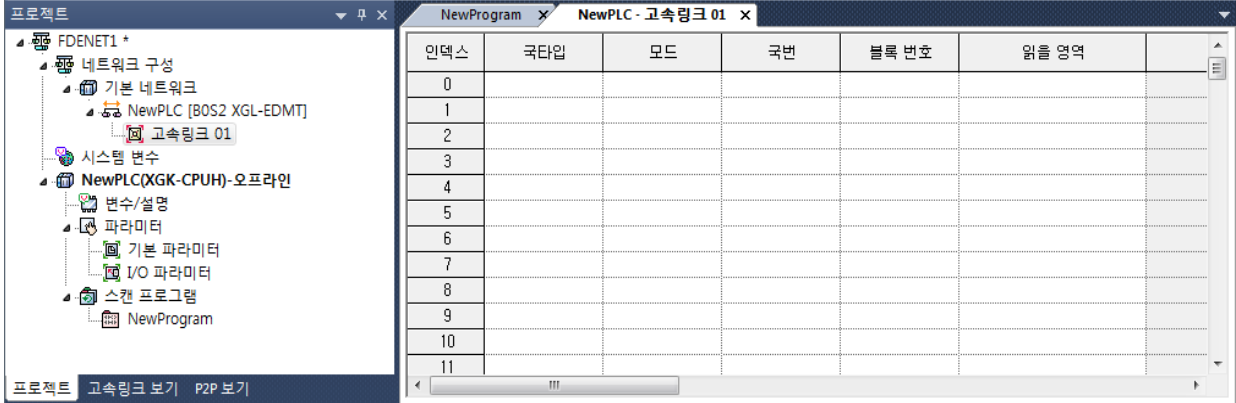 프로젝트
FDENET1 *
네트워크 구성
기본 네트워크
NewPLC [B0S2 XGL-EDMT]
고속링크 01
시스템 변수
NewPLC(XGK-CPUH)-오프라인
변수/설명
파라미터
기본 파라미터
I/O 파라미터
스캔 프로그램
NewProgram
프로젝트 고속링크 보기 P2P 보기
NewProgram x NewPLC - 고속링크 01 x
인덱스 국타입 모드 국번 블록 번호 읽을 영역
0
1
2
3
4
5
6
7
8
9
10
11